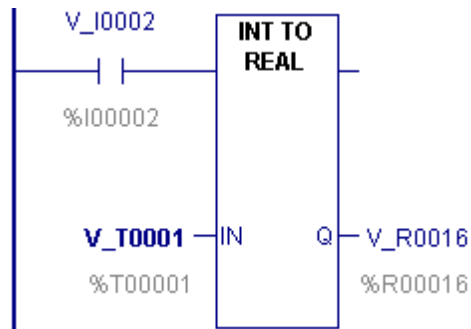 V_I0002
INT TO
REAL
%I00002
V_T0001 IN Q V_R0016
%T00001 %R00016